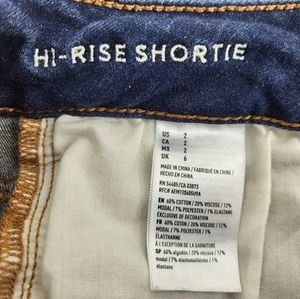 HI-RISE SHORTIE
US 2
CA 2
MX 2
UK 6
MADE IN CHINA / FABRIQUÉ EN CHINE /
HECHO EN CHINA
RN 54485/CA 03873
EN 60% COTTON / 20% VISCOSE / 12%
MODAL / 7% POLYESTER / 1% ELASTANE
EXCLUSIVE OF DECORATION
FR 60% COTON / 20% VISCOSE / 12%
MODAL / 7% POLYESTER / 1%
ÉLASTHANNE
À L'EXCEPTION DE LA GARNITURE
SP 60% algodón / 20% viscosa / 12%
modal / 7% elastomultiéster / 1%
elastano